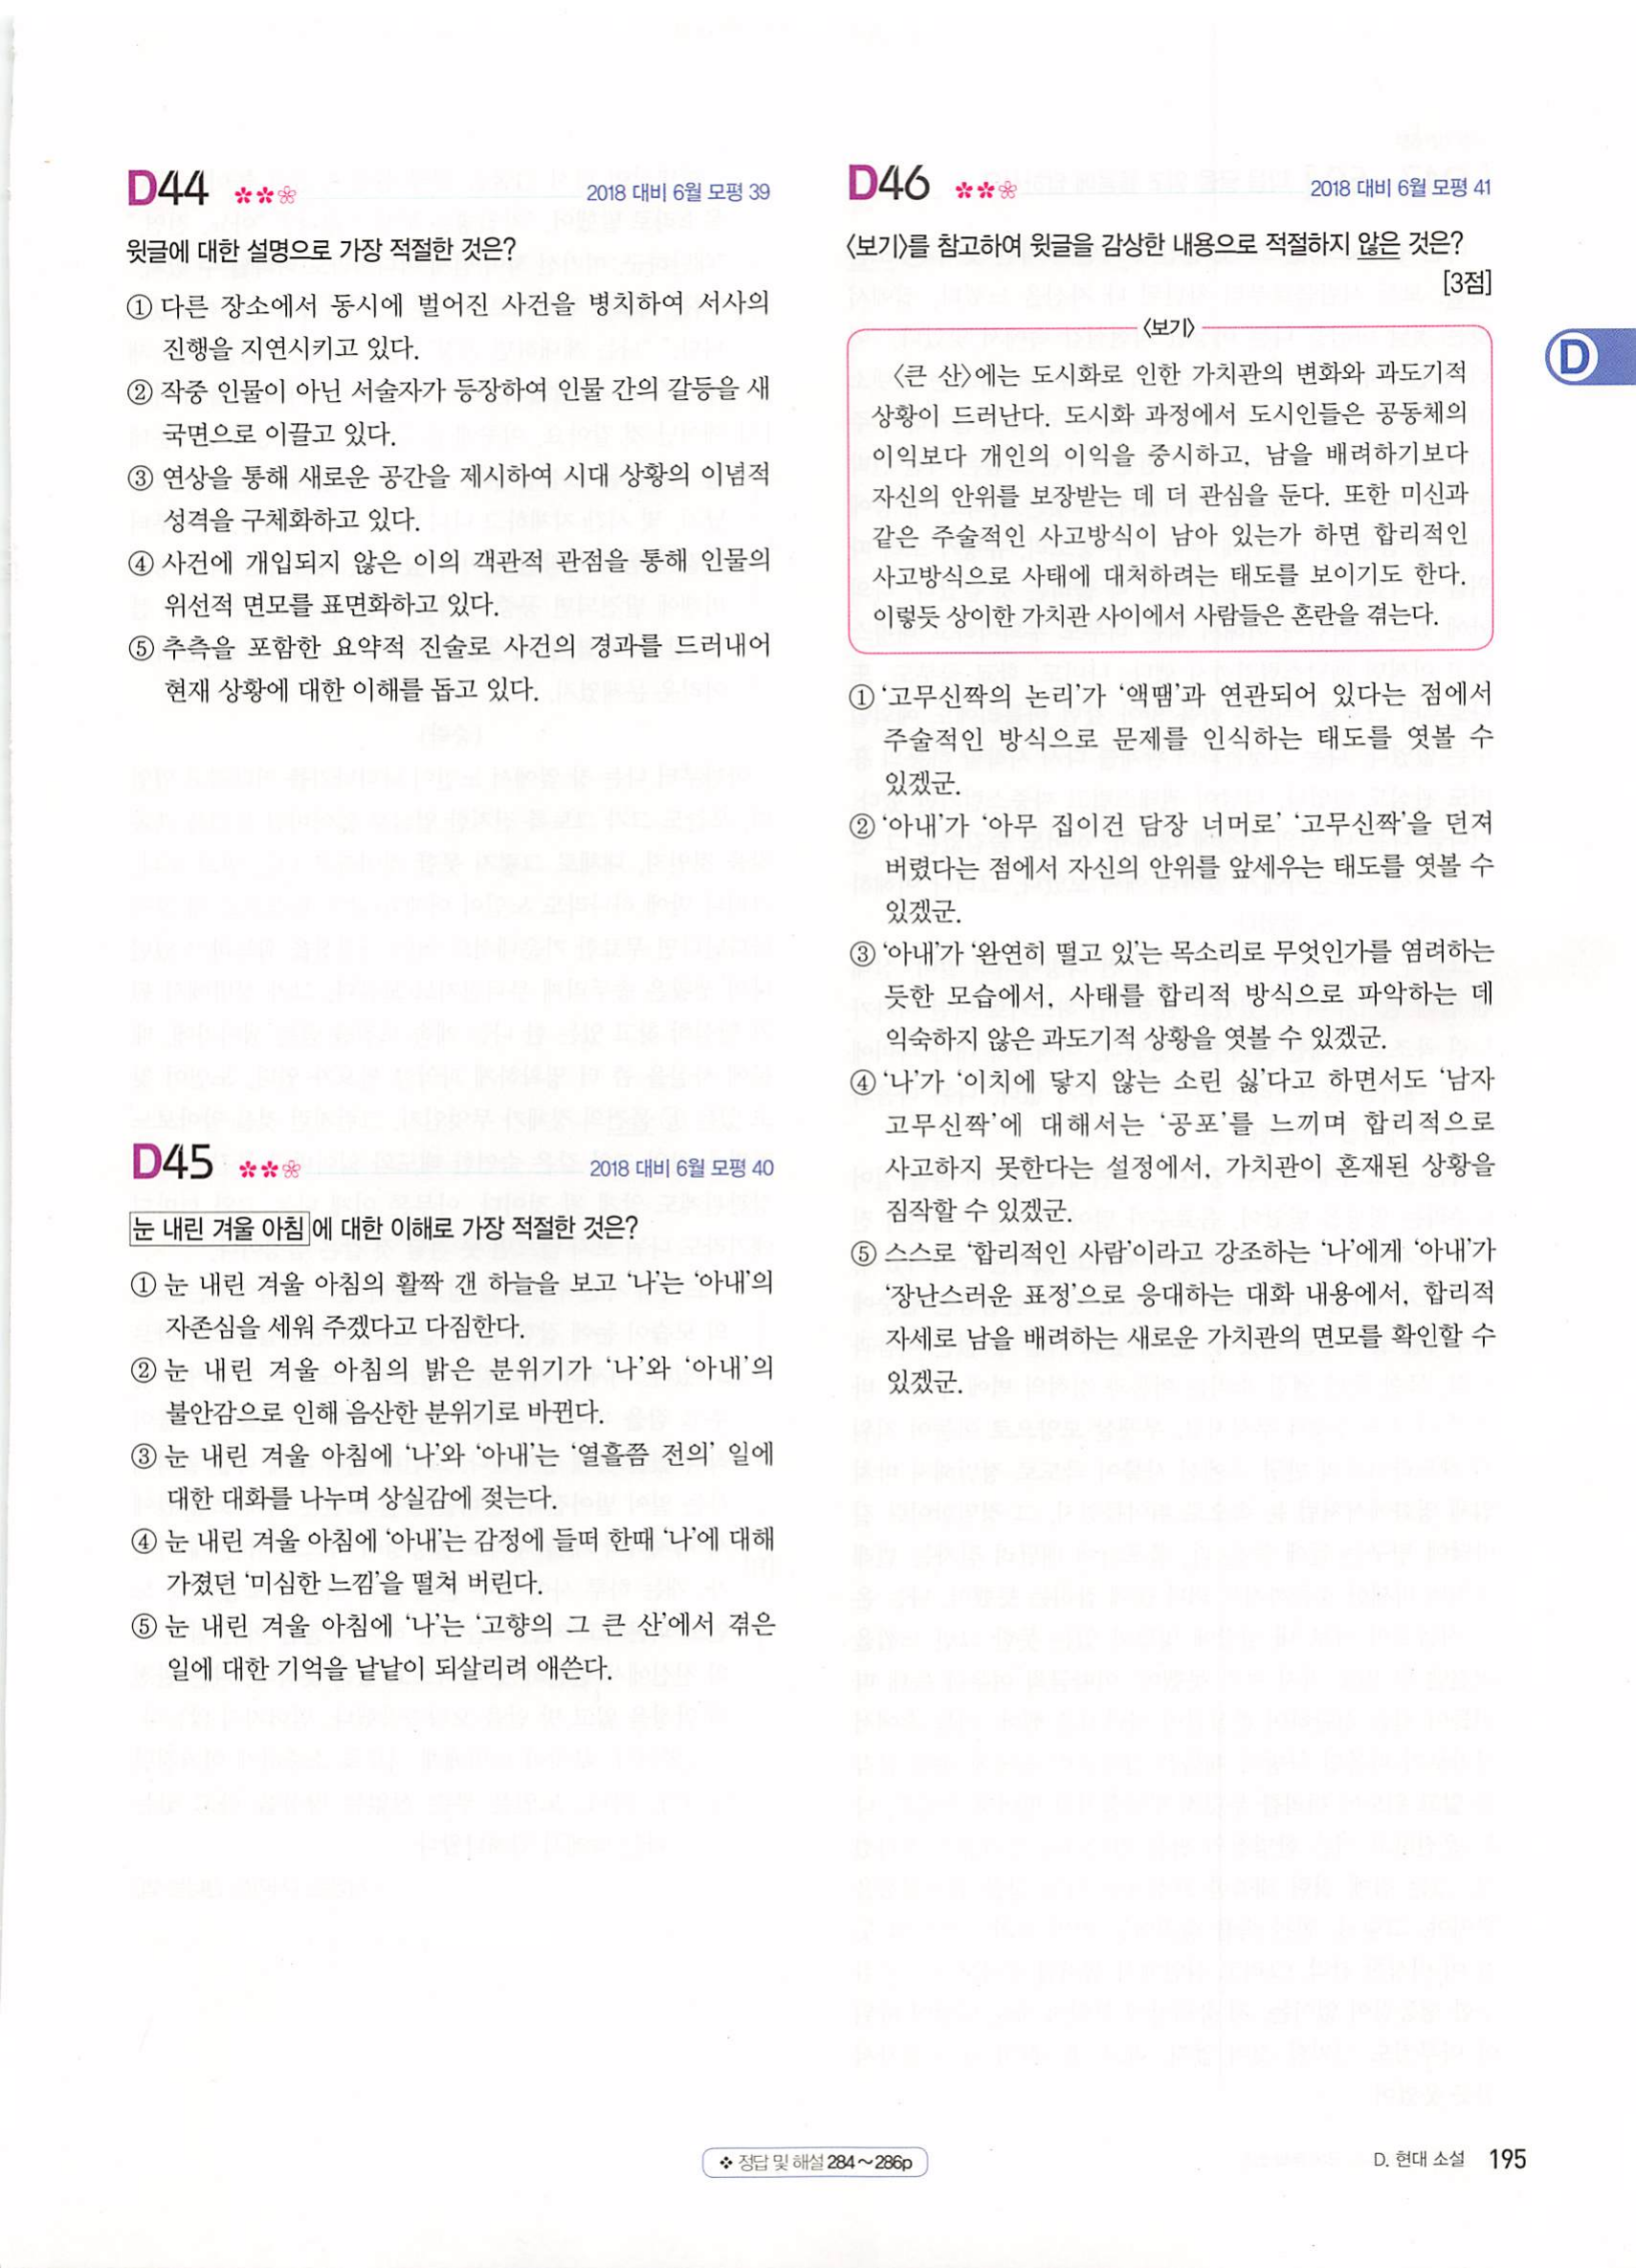 D44
2018 대비 6월 모평 39
윗글에 대한 설명으로 가장 적절한 것은?
① 다른 장소에서 동시에 벌어진 사건을 병치하여 서사의
진행을 지연시키고 있다.
② 작중 인물이 아닌 서술자가 등장하여 인물 간의 갈등을 새
국면으로 이끌고 있다.
③ 연상을 통해 새로운 공간을 제시하여 시대 상황의 이념적
성격을 구체화하고 있다.
④ 사건에 개입되지 않은 이의 객관적 관점을 통해 인물의
위선적 면모를 표면화하고 있다.
⑤ 추측을 포함한 요약적 진술로 사건의 경과를 드러내어
현재 상황에 대한 이해를 돕고 있다.
D45
2018 대비 6월 모평 40
눈 내린 겨울 아침에 대한 이해로 가장 적절한 것은?
① 눈 내린 겨울 아침의 활짝 갠 하늘을 보고 ‘나’는 ‘아내’의
자존심을 세워 주겠다고 다짐한다.
② 눈 내린 겨울 아침의 밝은 분위기가 ‘나’와 ‘아내’의
불안감으로 인해 음산한 분위기로 바뀐다.
③ 눈 내린 겨울 아침에 ‘나’와 ‘아내’는 ‘열흘쯤 전의’ 일에
대한 대화를 나누며 상실감에 젖는다.
④ 눈 내린 겨울 아침에 ‘아내’는 감정에 들떠 한때 ‘나’에 대해
가졌던 ‘미심한 느낌’을 떨쳐 버린다.
⑤ 눈 내린 겨울 아침에 ‘나’는 ‘고향의 그 큰 산’에서 겪은
일에 대한 기억을 낱낱이 되살리려 애쓴다.
D46
2018 대비 6월 모평 41
〈보기〉를 참고하여 윗글을 감상한 내용으로 적절하지 않은 것은?
[3점]
〈보기〉
〈큰 산〉에는 도시화로 인한 가치관의 변화와 과도기적
상황이 드러난다. 도시화 과정에서 도시인들은 공동체의
이익보다 개인의 이익을 중시하고, 남을 배려하기보다
자신의 안위를 보장받는 데 더 관심을 둔다. 또한 미신과
같은 주술적인 사고방식이 남아 있는가 하면 합리적인
사고방식으로 사태에 대처하려는 태도를 보이기도 한다.
이렇듯 상이한 가치관 사이에서 사람들은 혼란을 겪는다.
① ‘고무신짝의 논리’가 ‘액땜’과 연관되어 있다는 점에서
주술적인 방식으로 문제를 인식하는 태도를 엿볼 수
있겠군.
② ‘아내’가 ‘아무 집이건 담장 너머로’ ‘고무신짝’을 던져
버렸다는 점에서 자신의 안위를 앞세우는 태도를 엿볼 수
있겠군.
③ ‘아내’가 ‘완연히 떨고 있’는 목소리로 무엇인가를 염려하는
듯한 모습에서, 사태를 합리적 방식으로 파악하는 데
익숙하지 않은 과도기적 상황을 엿볼 수 있겠군.
④ ‘나’가 ‘이치에 닿지 않는 소린 싫’다고 하면서도 ‘남자
고무신짝’에 대해서는 ‘공포’를 느끼며 합리적으로
사고하지 못한다는 설정에서, 가치관이 혼재된 상황을
짐작할 수 있겠군.
⑤ 스스로 ‘합리적인 사람’이라고 강조하는 ‘나’에게 ‘아내’가
‘장난스러운 표정’으로 응대하는 대화 내용에서, 합리적
자세로 남을 배려하는 새로운 가치관의 면모를 확인할 수
있겠군.
D
❖ 정답 및 해설 284~286p
D. 현대 소설 195